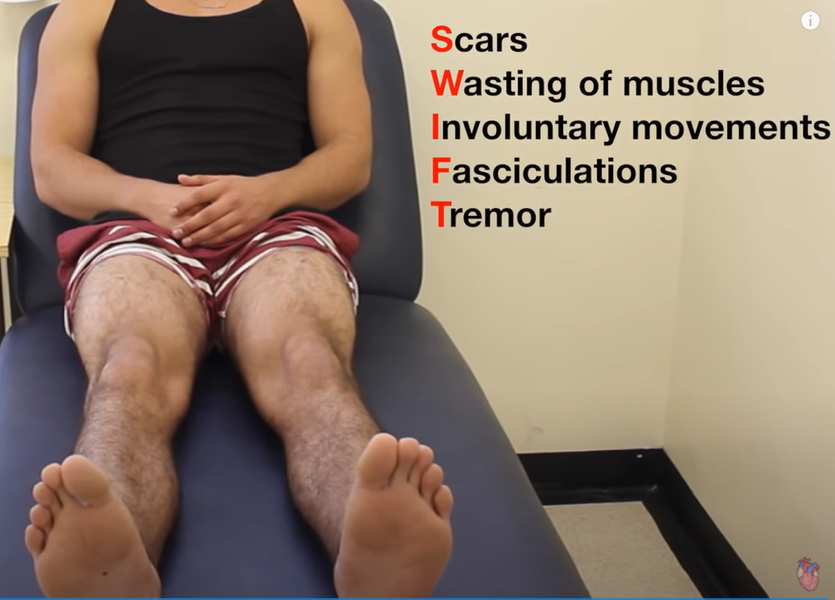 Scars
Wasting of muscles
Involuntary movements
Fasciculations
Tremor